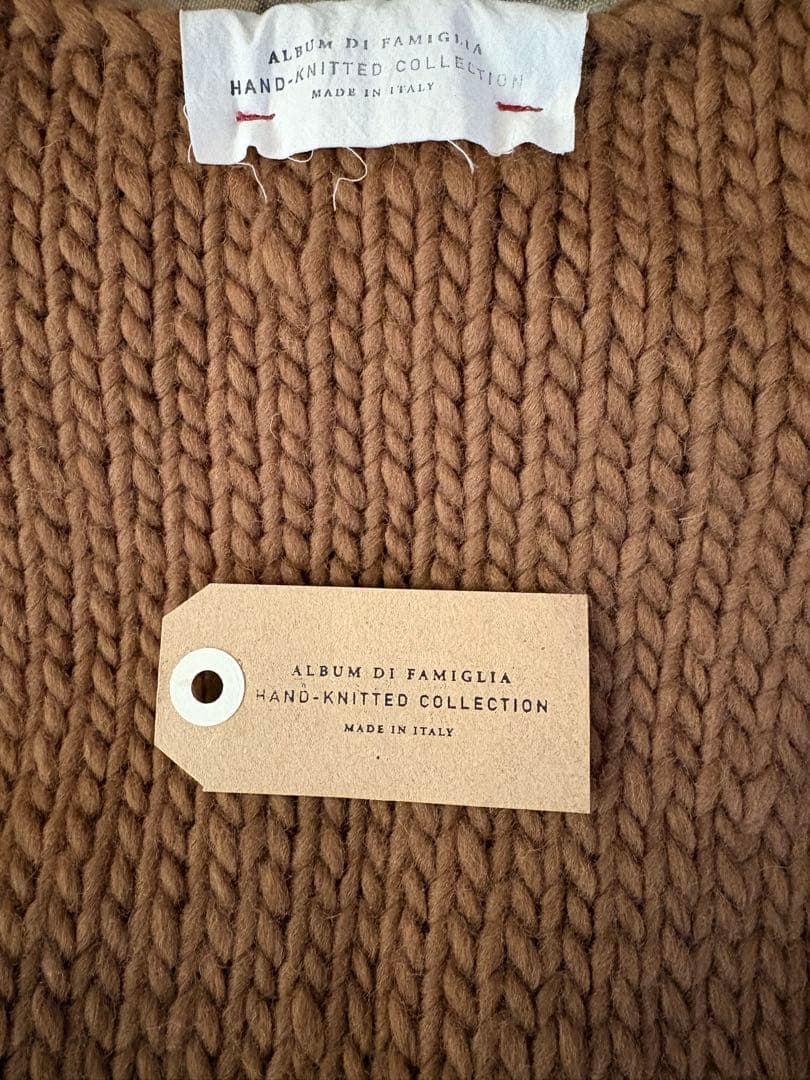 ALBUM DI FAMIGLIA
HAND-KNITTED COLLECTION
MADE IN ITALY
ALBUM DI FAMIGLIA
HAND-KNITTED COLLECTION
MADE IN ITALY